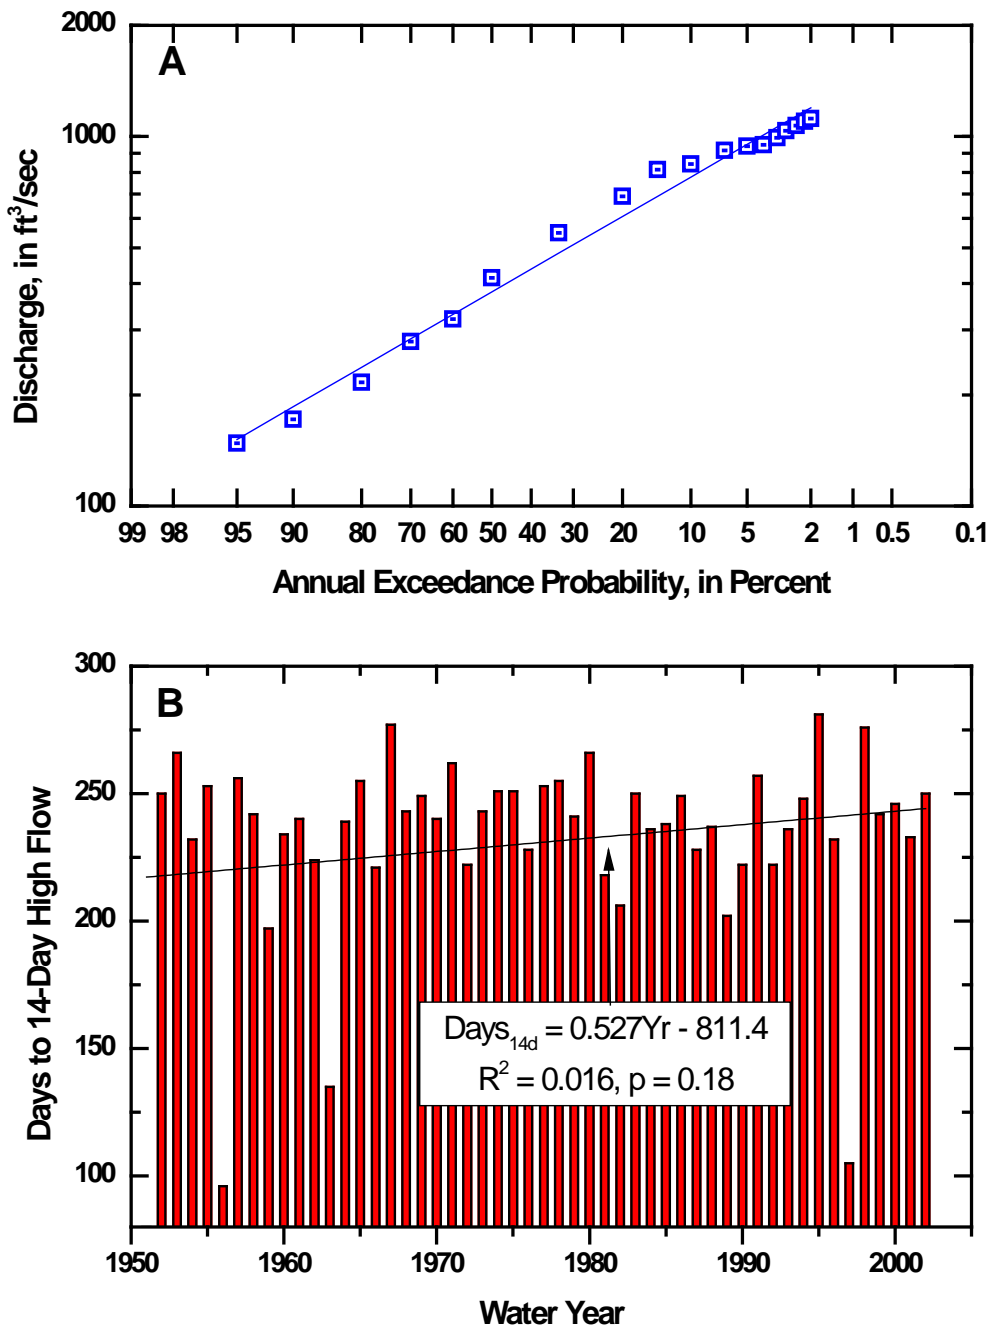 2000
A
1000
Discharge, in ft³/sec
100
99 98 95 90 80 70 60 50 40 30 20 10 5 2 1 0.5 0.1
Annual Exceedance Probability, in Percent
300
B
250
200
Days to 14-Day High Flow
150
100
Days14d = 0.527Yr - 811.4
R² = 0.016, p = 0.18
1950 1960 1970 1980 1990 2000
Water Year